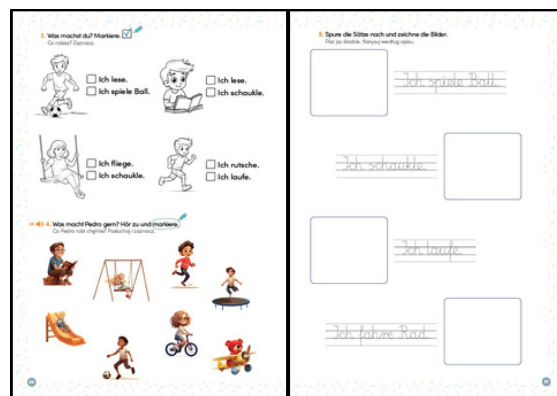 3. Was machst du? Markiere.
Co robisz? Zaznacz.
Ich lese.
Ich spiele Ball.
Ich lese.
Ich schaukle.
Ich fliege.
Ich schaukle.
Ich rutsche.
Ich laufe.
4. Was macht Pedro gern? Hör zu und markiere.
Co Pedro robi chętnie? Posłuchaj i zaznacz.
5. Spure die Sätze nach und zeichne die Bilder.
Pisz po śladzie. Narysuj według opisu.
Ich spiele Ball.
Ich schaukle.
Ich laufe.
Ich fahre Rad.